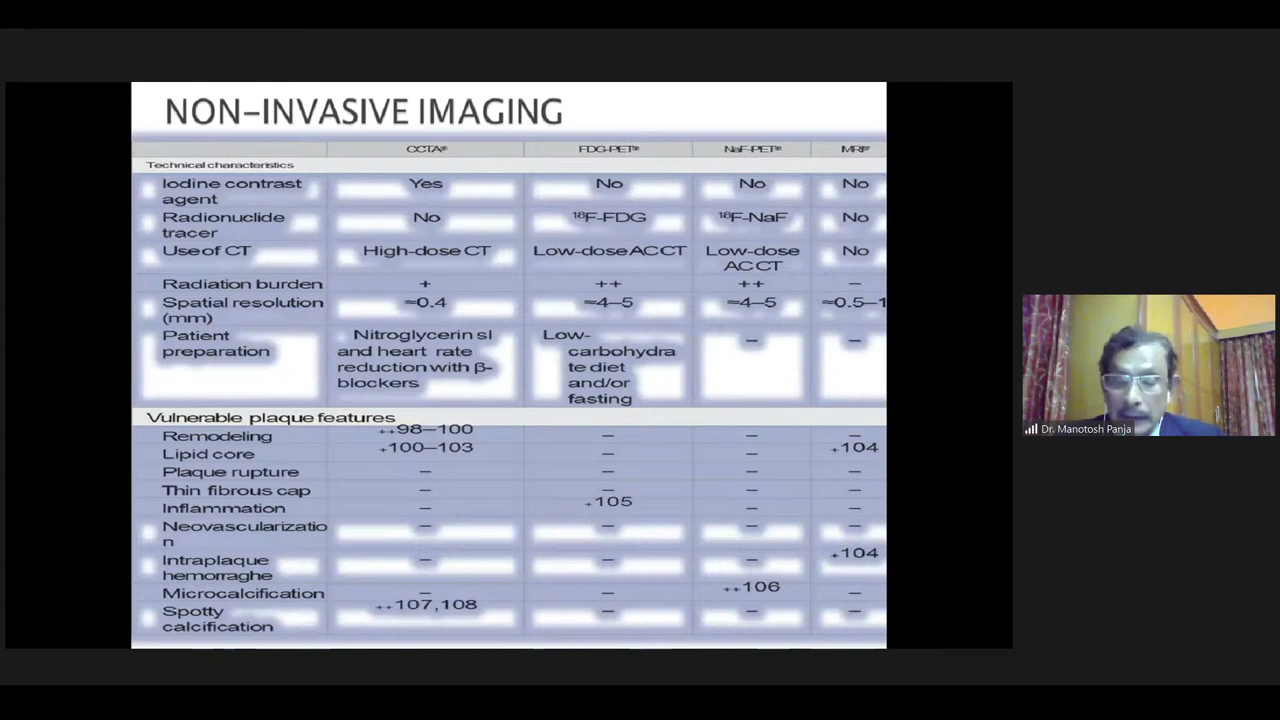 NON-INVASIVE IMAGING
CCTA FDG-PET NaF-PET MRI
Technical characteristics
Iodine contrast agent Yes No No No
Radionuclide tracer No ¹⁸F-FDG ¹⁸F-NaF No
Use of CT High-dose CT Low-dose AC CT Low-dose AC CT No
Radiation burden + ++ ++ –
Spatial resolution (mm) ≈0.4 ≈4–5 ≈4–5 ≈0.5–1
Patient preparation Nitroglycerin sl and heart rate reduction with β-blockers Low-carbohydrate diet and/or fasting – –
Vulnerable plaque features
Remodeling ++98–100 – – –
Lipid core +100–103 – – +104
Plaque rupture – – – –
Thin fibrous cap – – – –
Inflammation – +105 – –
Neovascularization – – – –
Intraplaque hemorraghe – – – +104
Microcalcification – – ++106 –
Spotty calcification ++107,108 – – –
Dr. Manotosh Panja